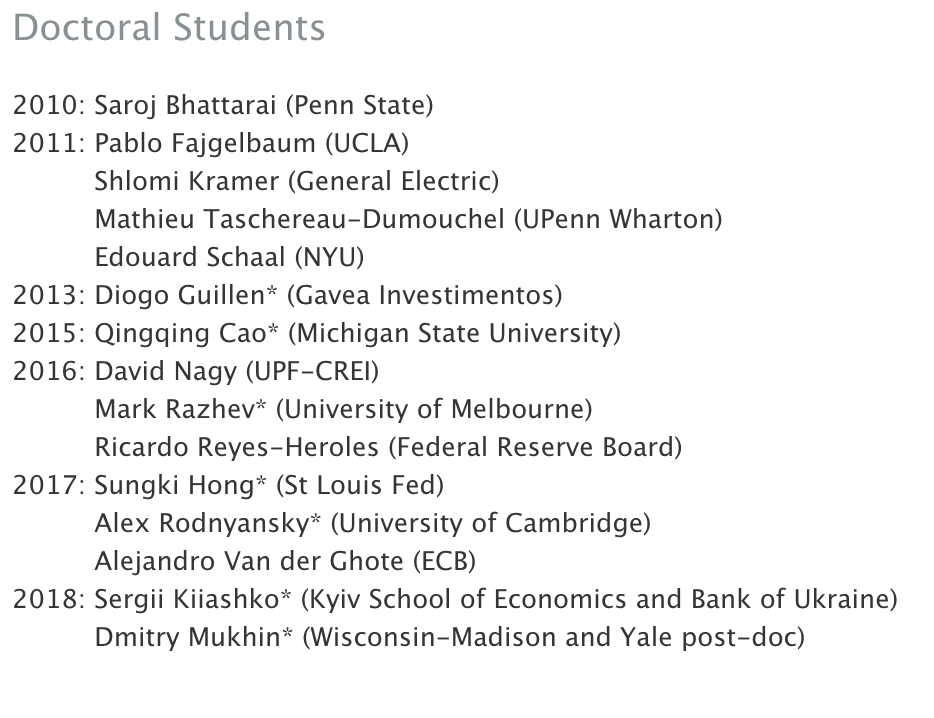 Doctoral Students
2010: Saroj Bhattarai (Penn State)
2011: Pablo Fajgelbaum (UCLA)
Shlomi Kramer (General Electric)
Mathieu Taschereau-Dumouchel (UPenn Wharton)
Edouard Schaal (NYU)
2013: Diogo Guillen* (Gavea Investimentos)
2015: Qingqing Cao* (Michigan State University)
2016: David Nagy (UPF-CREI)
Mark Razhev* (University of Melbourne)
Ricardo Reyes-Heroles (Federal Reserve Board)
2017: Sungki Hong* (St Louis Fed)
Alex Rodnyansky* (University of Cambridge)
Alejandro Van der Ghote (ECB)
2018: Sergii Kiiashko* (Kyiv School of Economics and Bank of Ukraine)
Dmitry Mukhin* (Wisconsin-Madison and Yale post-doc)